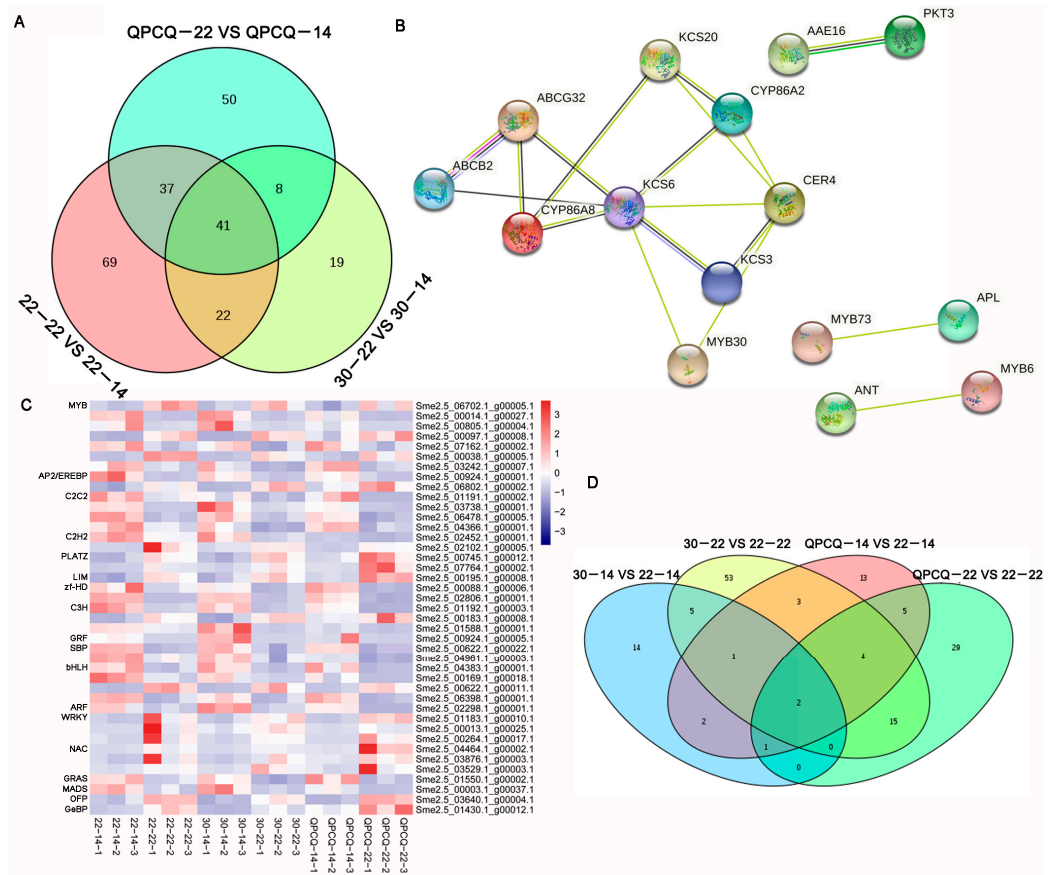 A
QPCQ－22 VS QPCQ－14
50
37
8
41
69
19
22
22－22 VS 22－14
30－22 VS 30－14
B
KCS20
AAE16
PKT3
CYP86A2
ABCG32
ABCB2
KCS6
CER4
CYP86A8
KCS3
MYB30
MYB73
APL
ANT
MYB6
C
MYB
AP2/EREBP
C2C2
C2H2
PLATZ
LIM
zf-HD
C3H
GRF
SBP
bHLH
ARF
WRKY
NAC
GRAS
MADS
OFP
GeBP
Sme2.5_06702.1_g00005.1
Sme2.5_00014.1_g00027.1
Sme2.5_00805.1_g00004.1
Sme2.5_00097.1_g00008.1
Sme2.5_07162.1_g00002.1
Sme2.5_00038.1_g00005.1
Sme2.5_03242.1_g00007.1
Sme2.5_00924.1_g00001.1
Sme2.5_06802.1_g00001.1
Sme2.5_01191.1_g00002.1
Sme2.5_03738.1_g00001.1
Sme2.5_06478.1_g00005.1
Sme2.5_04366.1_g00001.1
Sme2.5_02452.1_g00001.1
Sme2.5_02102.1_g00005.1
Sme2.5_00745.1_g00012.1
Sme2.5_07764.1_g00002.1
Sme2.5_00195.1_g00008.1
Sme2.5_00088.1_g00006.1
Sme2.5_02806.1_g00001.1
Sme2.5_01192.1_g00003.1
Sme2.5_00183.1_g00008.1
Sme2.5_01588.1_g00001.1
Sme2.5_00924.1_g00005.1
Sme2.5_00622.1_g00022.1
Sme2.5_04961.1_g00003.1
Sme2.5_04383.1_g00001.1
Sme2.5_00169.1_g00018.1
Sme2.5_00622.1_g00011.1
Sme2.5_06398.1_g00001.1
Sme2.5_02298.1_g00001.1
Sme2.5_01183.1_g00010.1
Sme2.5_00013.1_g00025.1
Sme2.5_00264.1_g00017.1
Sme2.5_04464.1_g00002.1
Sme2.5_03876.1_g00003.1
Sme2.5_03529.1_g00001.1
Sme2.5_01550.1_g00002.1
Sme2.5_00003.1_g00037.1
Sme2.5_03640.1_g00004.1
Sme2.5_01430.1_g00012.1
3
2
1
0
−1
−2
−3
22-14-1
22-14-2
22-14-3
22-22-1
22-22-2
22-22-3
30-14-1
30-14-2
30-14-3
30-22-1
30-22-2
30-22-3
QPCQ-14-1
QPCQ-14-2
QPCQ-14-3
QPCQ-22-1
QPCQ-22-2
QPCQ-22-3
D
30－22 VS 22－22
QPCQ－14 VS 22－14
30－14 VS 22－14
QPCQ－22 VS 22－22
53
13
5
3
5
14
1
4
29
2
2
15
1
0
0